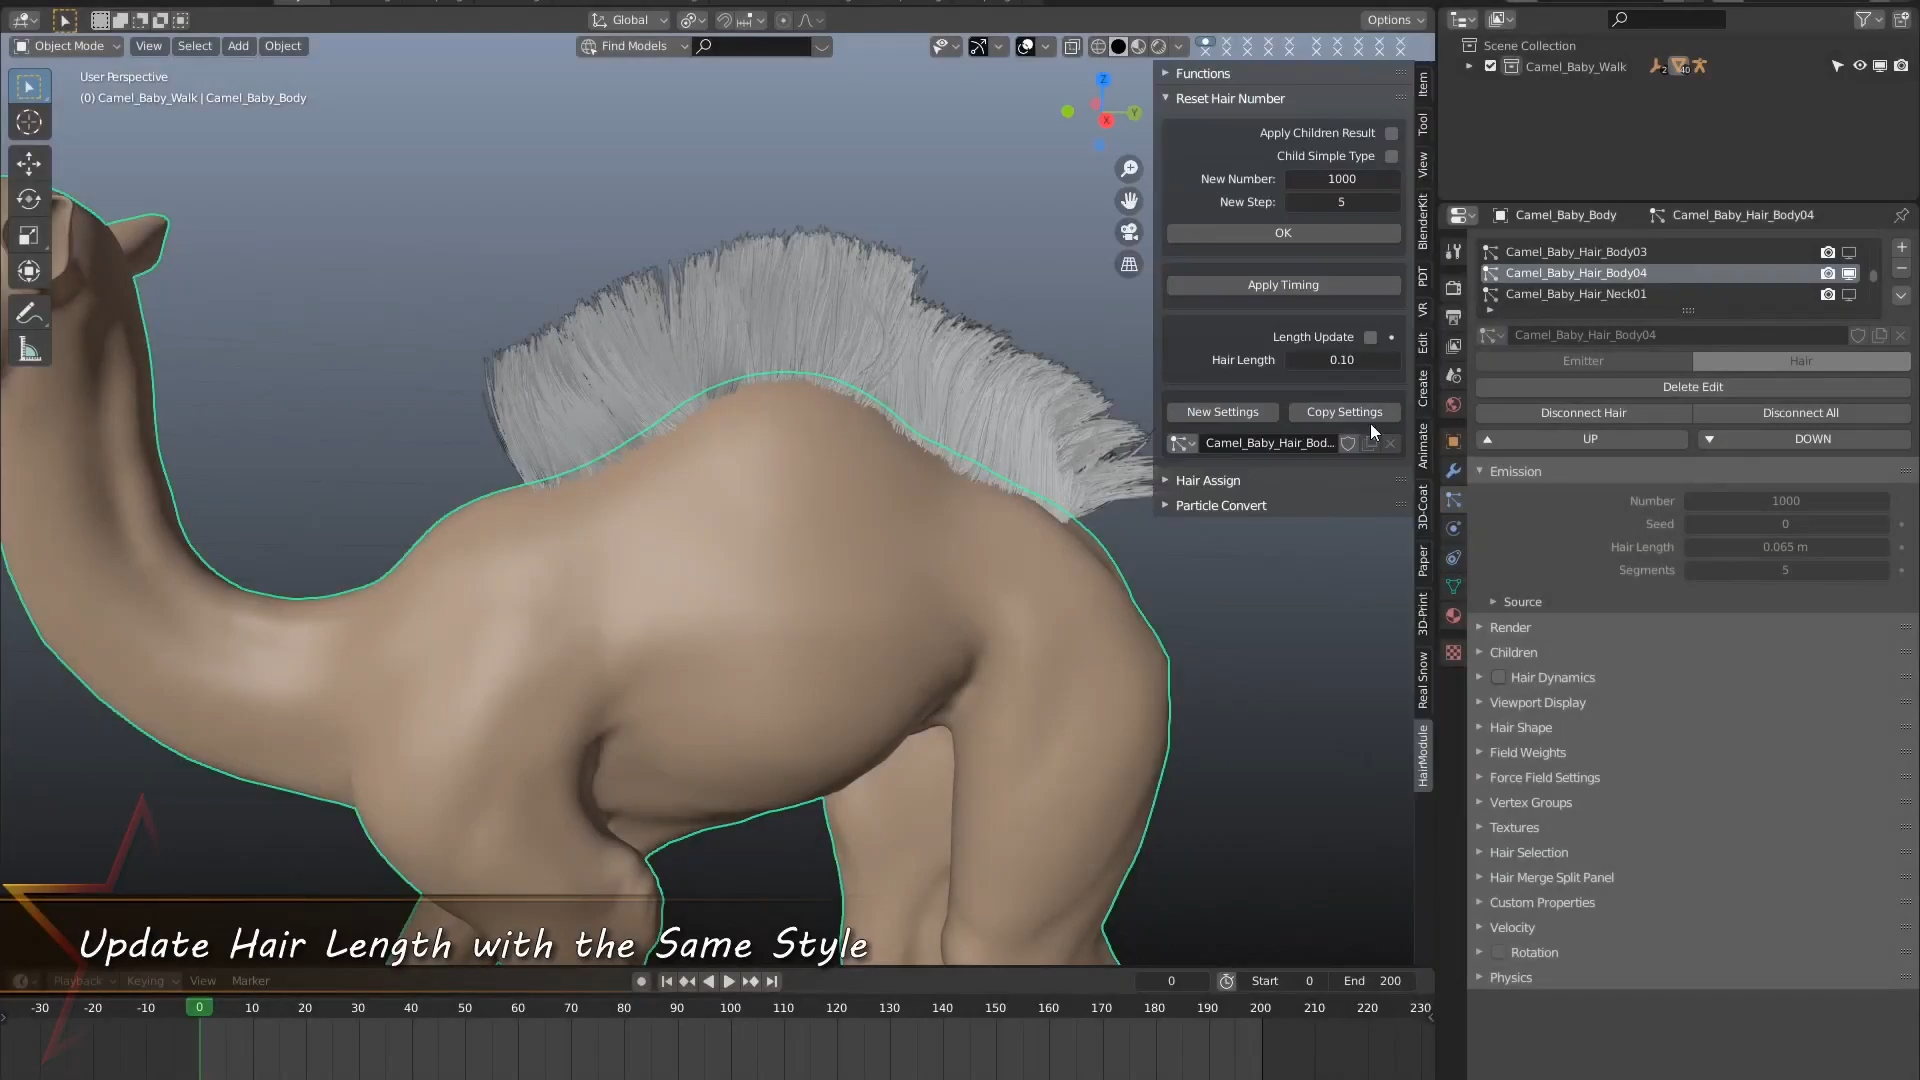 Global
Options
Object Mode
View
Select
Add
Object
Find Models
User Perspective
(0) Camel_Baby_Walk | Camel_Baby_Body
Z
Y
X
Functions
Reset Hair Number
Apply Children Result
Child Simple Type
New Number:
1000
New Step:
5
OK
Apply Timing
Length Update
Hair Length
0.10
New Settings
Copy Settings
Camel_Baby_Hair_Bod...
Hair Assign
Particle Convert
Item
Tool
View
BlenderKit
PDT
VR
Edit
Create
Animate
3D-Coat
Paper
3D-Print
Real Snow
HairModule
Scene Collection
Camel_Baby_Walk
2
40
Camel_Baby_Body
Camel_Baby_Hair_Body04
Camel_Baby_Hair_Body03
Camel_Baby_Hair_Body04
Camel_Baby_Hair_Neck01
Camel_Baby_Hair_Body04
Emitter
Hair
Delete Edit
Disconnect Hair
Disconnect All
UP
DOWN
Emission
Number
1000
Seed
0
Hair Length
0.065 m
Segments
5
Source
Render
Children
Hair Dynamics
Viewport Display
Hair Shape
Field Weights
Force Field Settings
Vertex Groups
Textures
Hair Selection
Hair Merge Split Panel
Custom Properties
Velocity
Rotation
Physics
Update Hair Length with the Same Style
Playback
Keying
View
Marker
0
Start
0
End
200
-30
-20
-10
0
10
20
30
40
50
60
70
80
90
100
110
120
130
140
150
160
170
180
190
200
210
220
230